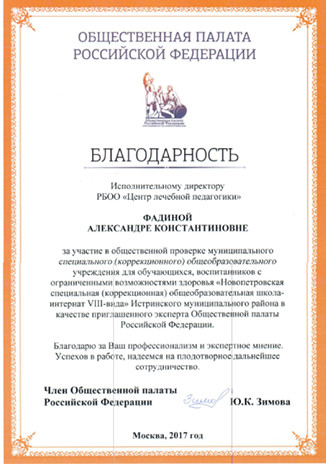 ОБЩЕСТВЕННАЯ ПАЛАТА
РОССИЙСКОЙ ФЕДЕРАЦИИ
БЛАГОДАРНОСТЬ
Исполнительному директору
РБОО «Центр лечебной педагогики»
ФАДИНОЙ
АЛЕКСАНДРЕ КОНСТАНТИНОВНЕ
за участие в общественной проверке муниципального
специального (коррекционного) общеобразовательного
учреждения для обучающихся, воспитанников с
ограниченными возможностями здоровья «Новопетровская
специальная (коррекционная) общеобразовательная школа-
интернат VIII-вида» Истринского муниципального района в
качестве приглашенного эксперта Общественной палаты
Российской Федерации.
Благодарю за Ваш профессионализм и экспертное мнение.
Успехов в работе, надеемся на плодотворное дальнейшее
сотрудничество.
Член Общественной палаты
Российской Федерации Ю.К. Зимова
Москва, 2017 год